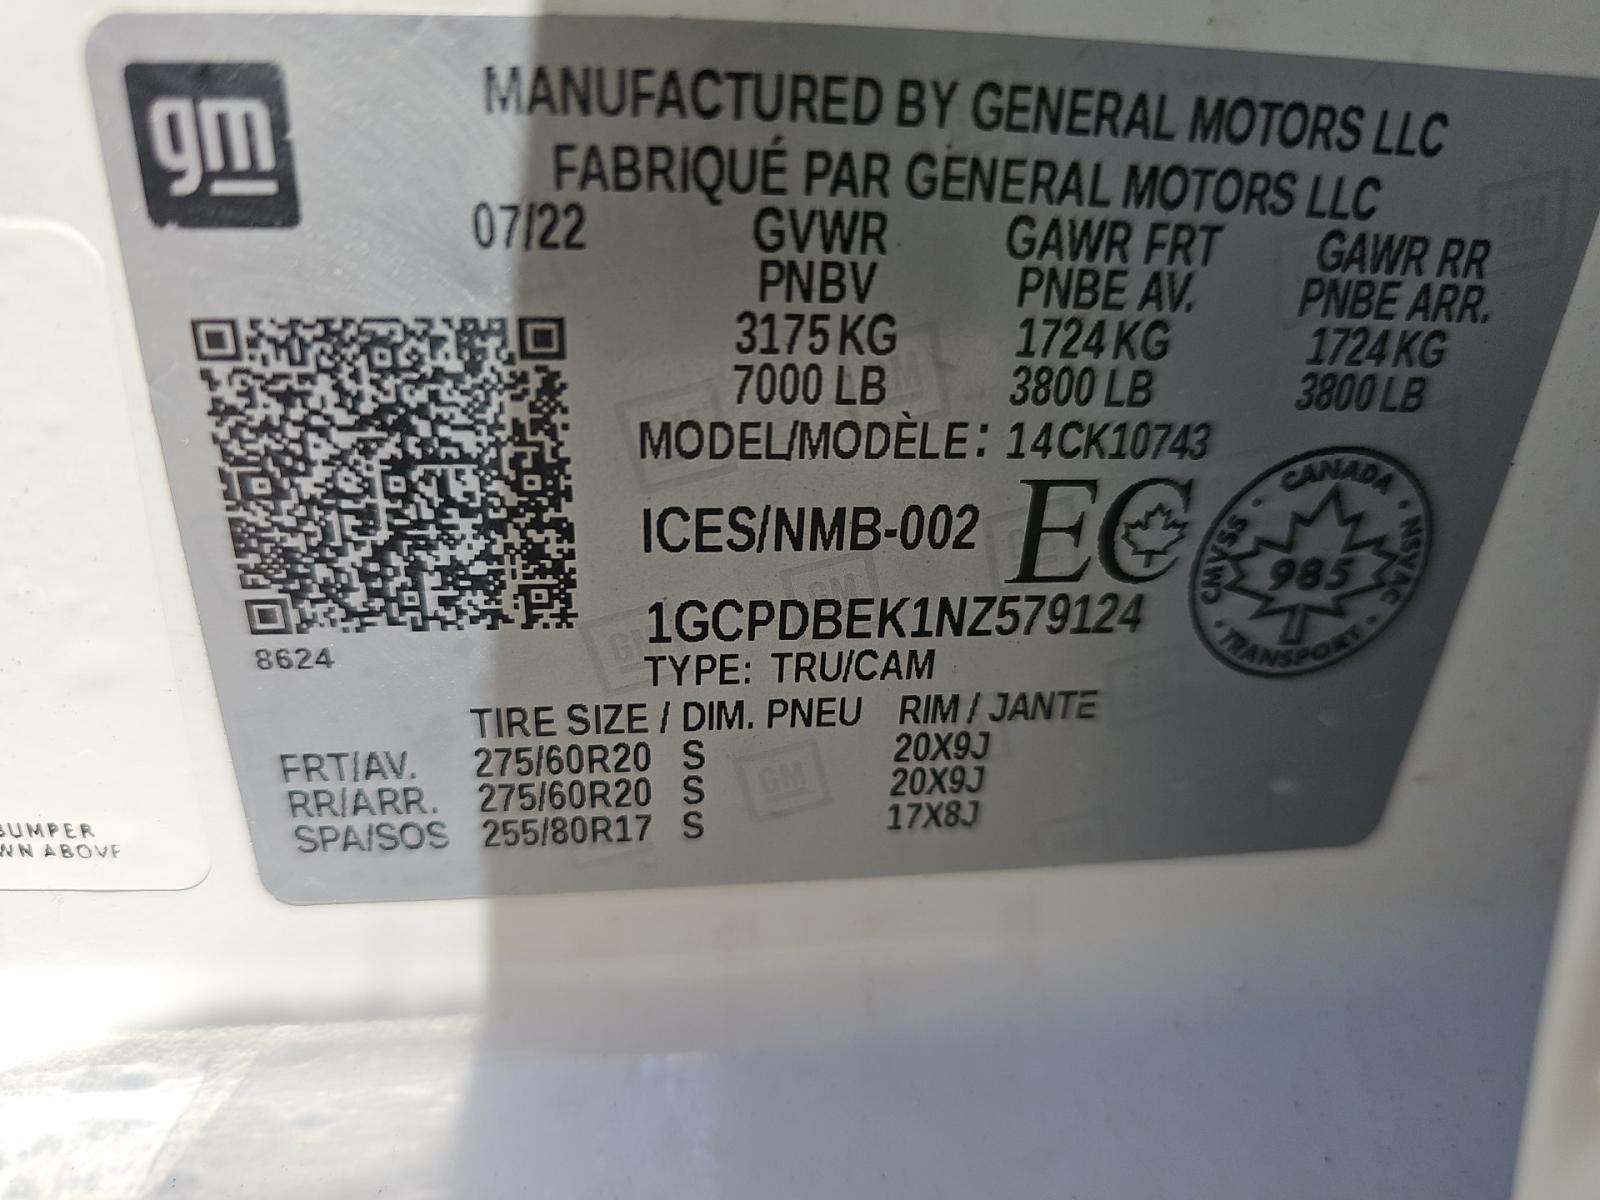 gm
MANUFACTURED BY GENERAL MOTORS LLC
FABRIQUÉ PAR GENERAL MOTORS LLC
07/22 GVWR GAWR FRT GAWR RR
PNBV PNBE AV. PNBE ARR.
3175 KG 1724 KG 1724 KG
7000 LB 3800 LB 3800 LB
MODEL/MODÈLE: 14CK10743
ICES/NMB-002 EC
CANADA
CMVSS NSVAC
985
TRANSPORT
1GCPDBEK1NZ579124
8624
TYPE: TRU/CAM
TIRE SIZE / DIM. PNEU RIM / JANTE
FRT/AV. 275/60R20 S 20X9J
RR/ARR. 275/60R20 S 20X9J
SPA/SOS 255/80R17 S 17X8J
BUMPER
ABOVE